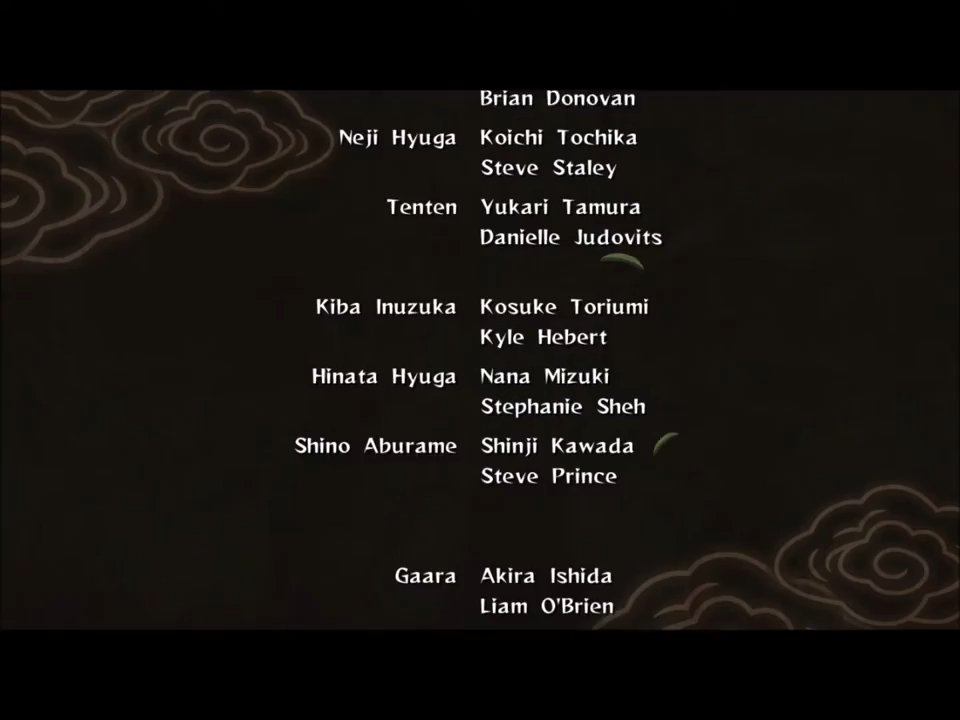 Brian Donovan
Neji Hyuga Koichi Tochika
Steve Staley
Tenten Yukari Tamura
Danielle Judovits
Kiba Inuzuka Kosuke Toriumi
Kyle Hebert
Hinata Hyuga Nana Mizuki
Stephanie Sheh
Shino Aburame Shinji Kawada
Steve Prince
Gaara Akira Ishida
Liam O'Brien